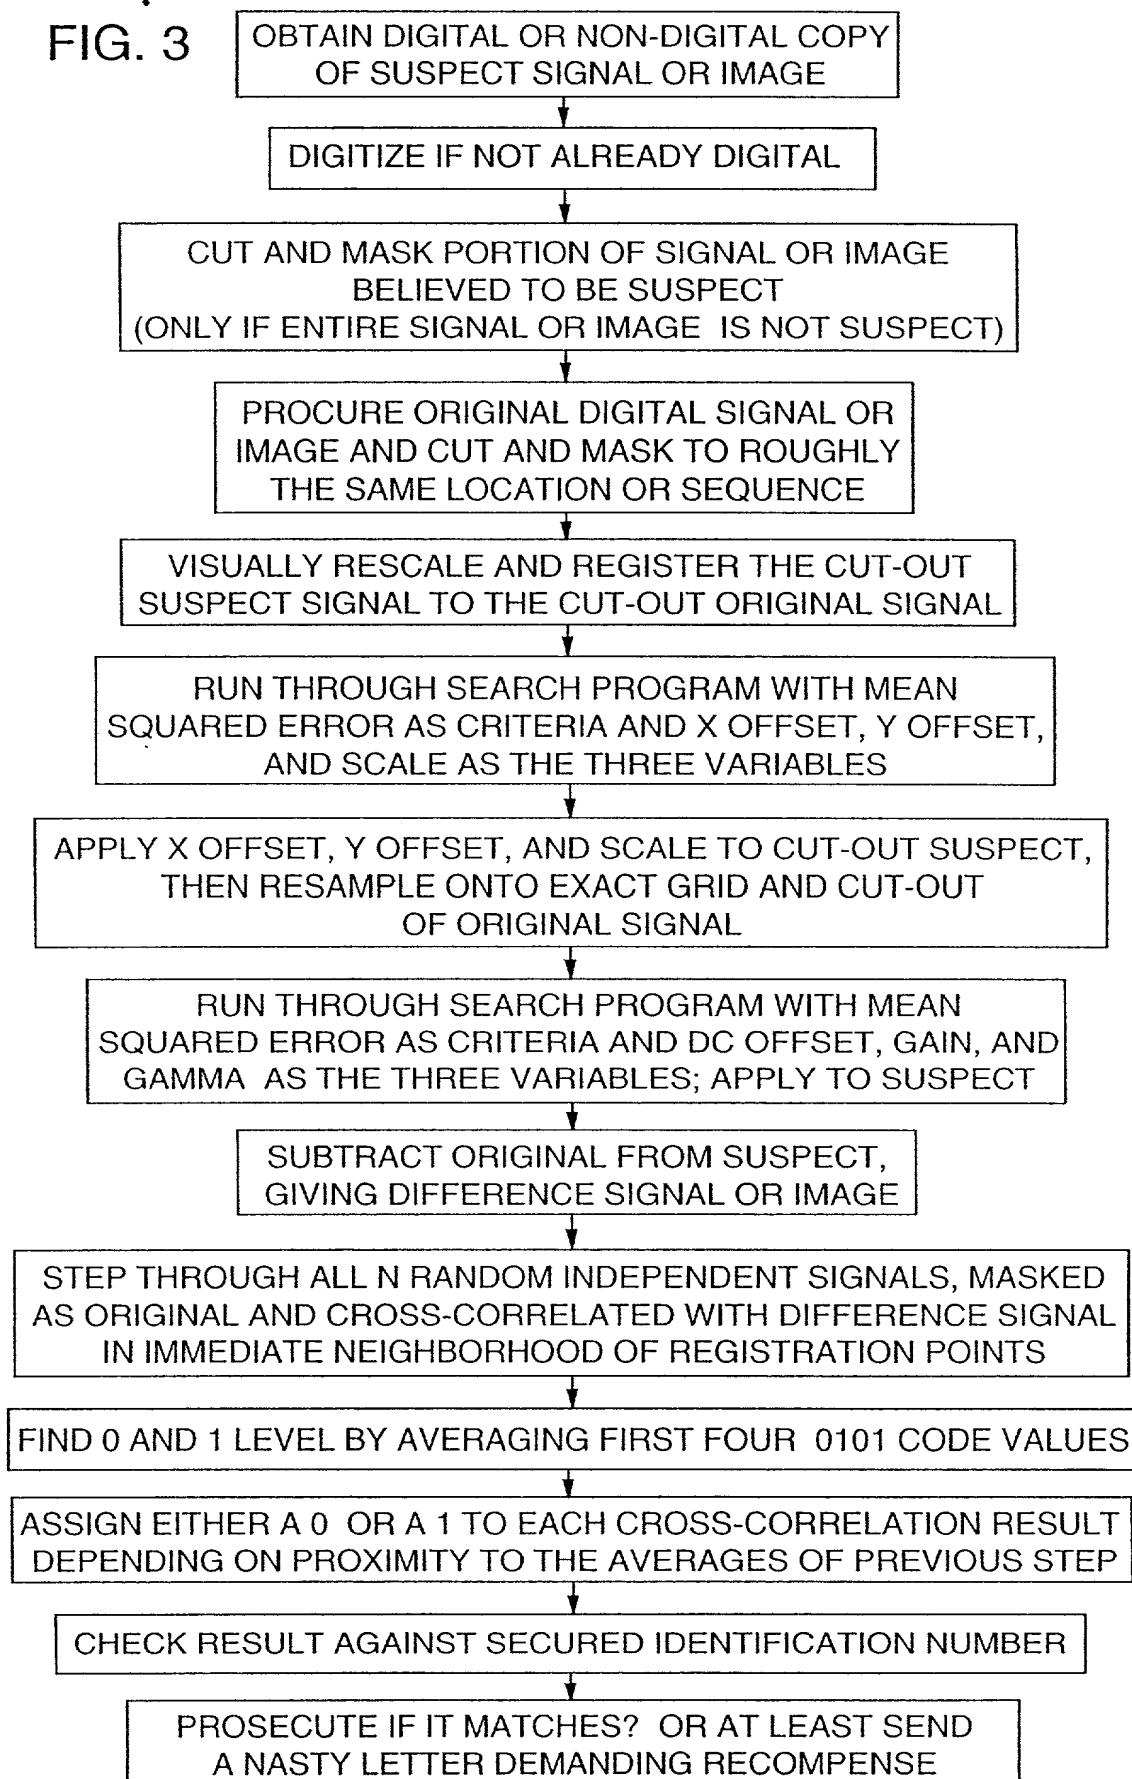 FIG. 3
OBTAIN DIGITAL OR NON-DIGITAL COPY
OF SUSPECT SIGNAL OR IMAGE
DIGITIZE IF NOT ALREADY DIGITAL
CUT AND MASK PORTION OF SIGNAL OR IMAGE
BELIEVED TO BE SUSPECT
(ONLY IF ENTIRE SIGNAL OR IMAGE IS NOT SUSPECT)
PROCURE ORIGINAL DIGITAL SIGNAL OR
IMAGE AND CUT AND MASK TO ROUGHLY
THE SAME LOCATION OR SEQUENCE
VISUALLY RESCALE AND REGISTER THE CUT-OUT
SUSPECT SIGNAL TO THE CUT-OUT ORIGINAL SIGNAL
RUN THROUGH SEARCH PROGRAM WITH MEAN
SQUARED ERROR AS CRITERIA AND X OFFSET, Y OFFSET,
AND SCALE AS THE THREE VARIABLES
APPLY X OFFSET, Y OFFSET, AND SCALE TO CUT-OUT SUSPECT,
THEN RESAMPLE ONTO EXACT GRID AND CUT-OUT
OF ORIGINAL SIGNAL
RUN THROUGH SEARCH PROGRAM WITH MEAN
SQUARED ERROR AS CRITERIA AND DC OFFSET, GAIN, AND
GAMMA AS THE THREE VARIABLES; APPLY TO SUSPECT
SUBTRACT ORIGINAL FROM SUSPECT,
GIVING DIFFERENCE SIGNAL OR IMAGE
STEP THROUGH ALL N RANDOM INDEPENDENT SIGNALS, MASKED
AS ORIGINAL AND CROSS-CORRELATED WITH DIFFERENCE SIGNAL
IN IMMEDIATE NEIGHBORHOOD OF REGISTRATION POINTS
FIND 0 AND 1 LEVEL BY AVERAGING FIRST FOUR 0101 CODE VALUES
ASSIGN EITHER A 0 OR A 1 TO EACH CROSS-CORRELATION RESULT
DEPENDING ON PROXIMITY TO THE AVERAGES OF PREVIOUS STEP
CHECK RESULT AGAINST SECURED IDENTIFICATION NUMBER
PROSECUTE IF IT MATCHES? OR AT LEAST SEND
A NASTY LETTER DEMANDING RECOMPENSE